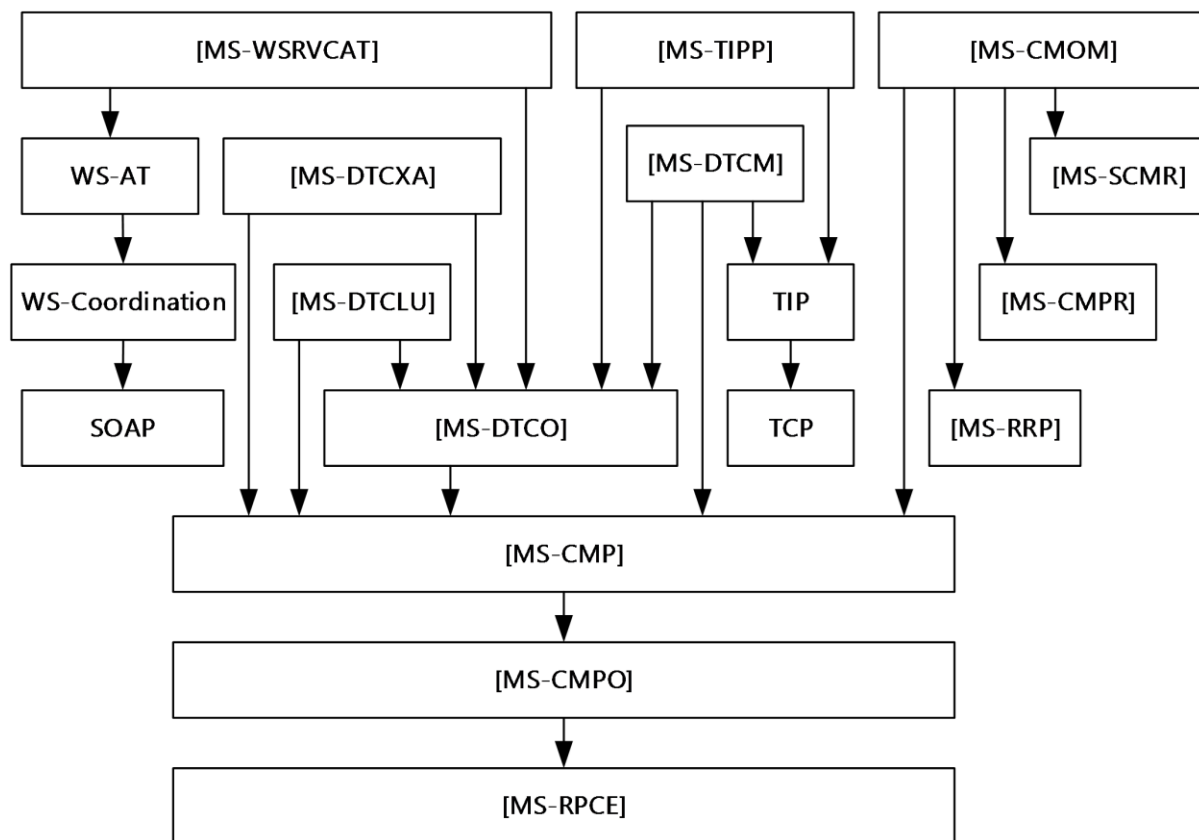 [MS-WSRVCAT]
[MS-TIPP]
[MS-CMOM]
WS-AT
[MS-DTCXA]
[MS-DTCM]
[MS-SCMR]
WS-Coordination
[MS-DTCLU]
TIP
[MS-CMPR]
SOAP
[MS-DTCO]
TCP
[MS-RRP]
[MS-CMP]
[MS-CMPO]
[MS-RPCE]